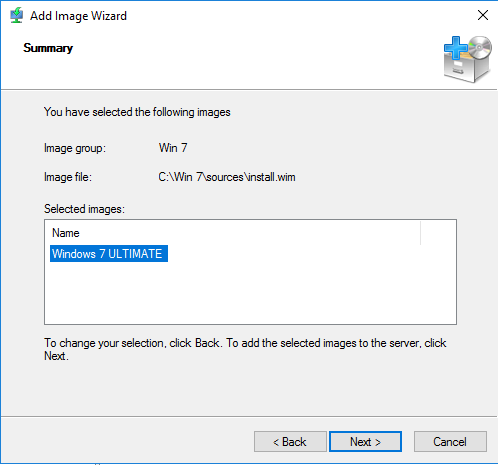 Add Image Wizard
Summary
You have selected the following images
Image group: Win 7
Image file: C:\Win 7\sources\install.wim
Selected images:
Name
Windows 7 ULTIMATE
To change your selection, click Back. To add the selected images to the server, click
Next.
< Back Next > Cancel